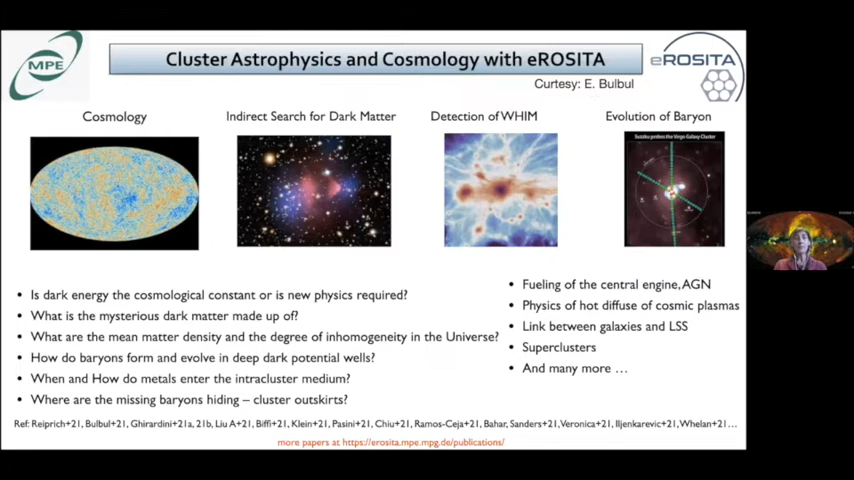 MPE
Cluster Astrophysics and Cosmology with eROSITA
eROSITA
Curtesy: E. Bulbul
Cosmology
Indirect Search for Dark Matter
Detection of WHIM
Evolution of Baryon
Suzaku probes the Virgo Galaxy Cluster
• Is dark energy the cosmological constant or is new physics required?
• What is the mysterious dark matter made up of?
• What are the mean matter density and the degree of inhomogeneity in the Universe?
• How do baryons form and evolve in deep dark potential wells?
• When and How do metals enter the intracluster medium?
• Where are the missing baryons hiding – cluster outskirts?
• Fueling of the central engine, AGN
• Physics of hot diffuse of cosmic plasmas
• Link between galaxies and LSS
• Superclusters
• And many more …
Ref: Reiprich+21, Bulbul+21, Ghirardini+21a, 21b, Liu A+21, Biffi+21, Klein+21, Pasini+21, Chiu+21, Ramos-Ceja+21, Bahar, Sanders+21, Veronica+21, Iljenkarevic+21, Whelan+21…
more papers at https://erosita.mpe.mpg.de/publications/